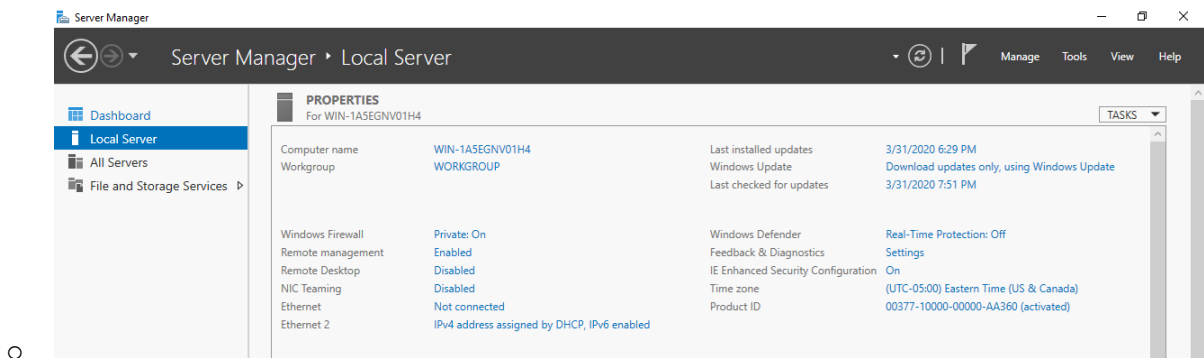 Server Manager
Server Manager ‣ Local Server
Manage Tools View Help
Dashboard
Local Server
All Servers
File and Storage Services
PROPERTIES
For WIN-1A5EGNV01H4
TASKS
Computer name WIN-1A5EGNV01H4 Last installed updates 3/31/2020 6:29 PM
Workgroup WORKGROUP Windows Update Download updates only, using Windows Update
Last checked for updates 3/31/2020 7:51 PM
Windows Firewall Private: On Windows Defender Real-Time Protection: Off
Remote management Enabled Feedback & Diagnostics Settings
Remote Desktop Disabled IE Enhanced Security Configuration On
NIC Teaming Disabled Time zone (UTC-05:00) Eastern Time (US & Canada)
Ethernet Not connected Product ID 00377-10000-00000-AA360 (activated)
Ethernet 2 IPv4 address assigned by DHCP, IPv6 enabled